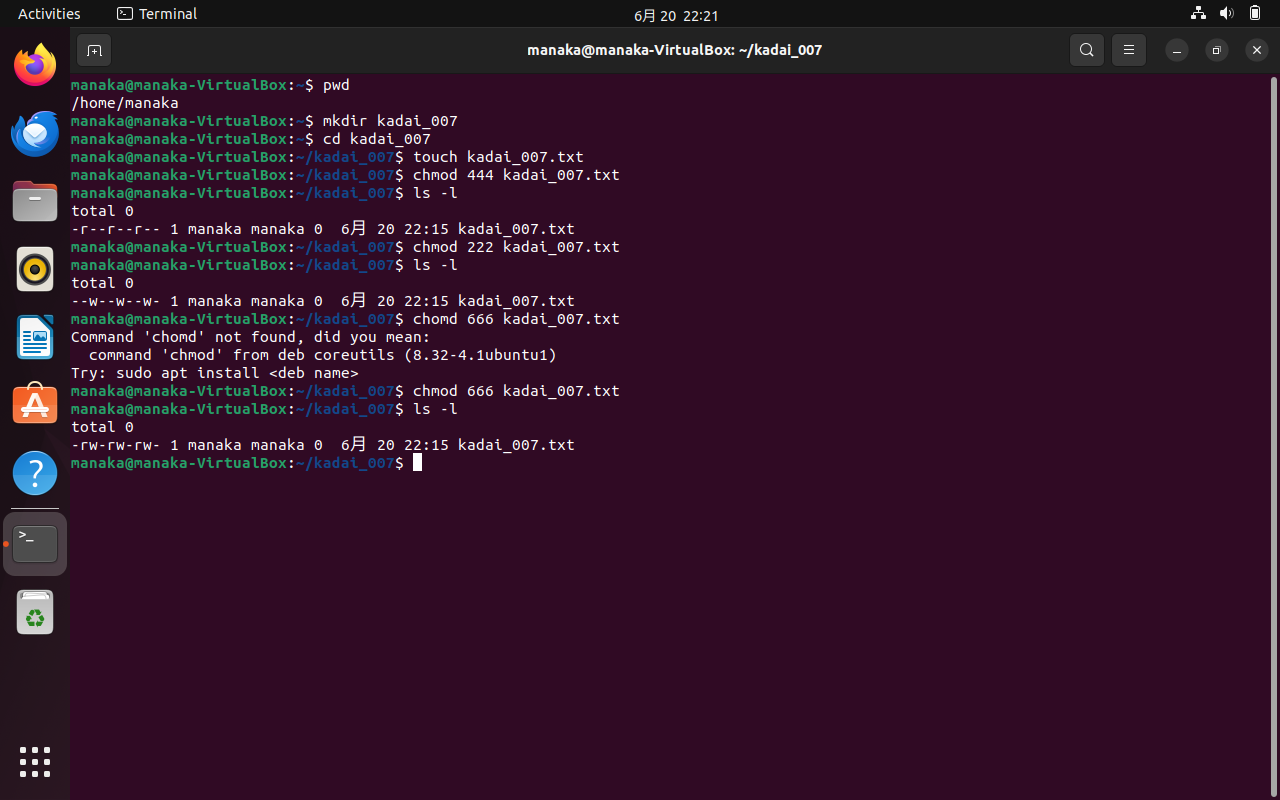 Activities
Terminal
6月 20 22:21
manaka@manaka-VirtualBox: ~/kadai_007
manaka@manaka-VirtualBox:~$ pwd
/home/manaka
manaka@manaka-VirtualBox:~$ mkdir kadai_007
manaka@manaka-VirtualBox:~$ cd kadai_007
manaka@manaka-VirtualBox:~/kadai_007$ touch kadai_007.txt
manaka@manaka-VirtualBox:~/kadai_007$ chmod 444 kadai_007.txt
manaka@manaka-VirtualBox:~/kadai_007$ ls -l
total 0
-r--r--r-- 1 manaka manaka 0  6月 20 22:15 kadai_007.txt
manaka@manaka-VirtualBox:~/kadai_007$ chmod 222 kadai_007.txt
manaka@manaka-VirtualBox:~/kadai_007$ ls -l
total 0
--w--w--w- 1 manaka manaka 0  6月 20 22:15 kadai_007.txt
manaka@manaka-VirtualBox:~/kadai_007$ chomd 666 kadai_007.txt
Command 'chomd' not found, did you mean:
  command 'chmod' from deb coreutils (8.32-4.1ubuntu1)
Try: sudo apt install <deb name>
manaka@manaka-VirtualBox:~/kadai_007$ chmod 666 kadai_007.txt
manaka@manaka-VirtualBox:~/kadai_007$ ls -l
total 0
-rw-rw-rw- 1 manaka manaka 0  6月 20 22:15 kadai_007.txt
manaka@manaka-VirtualBox:~/kadai_007$